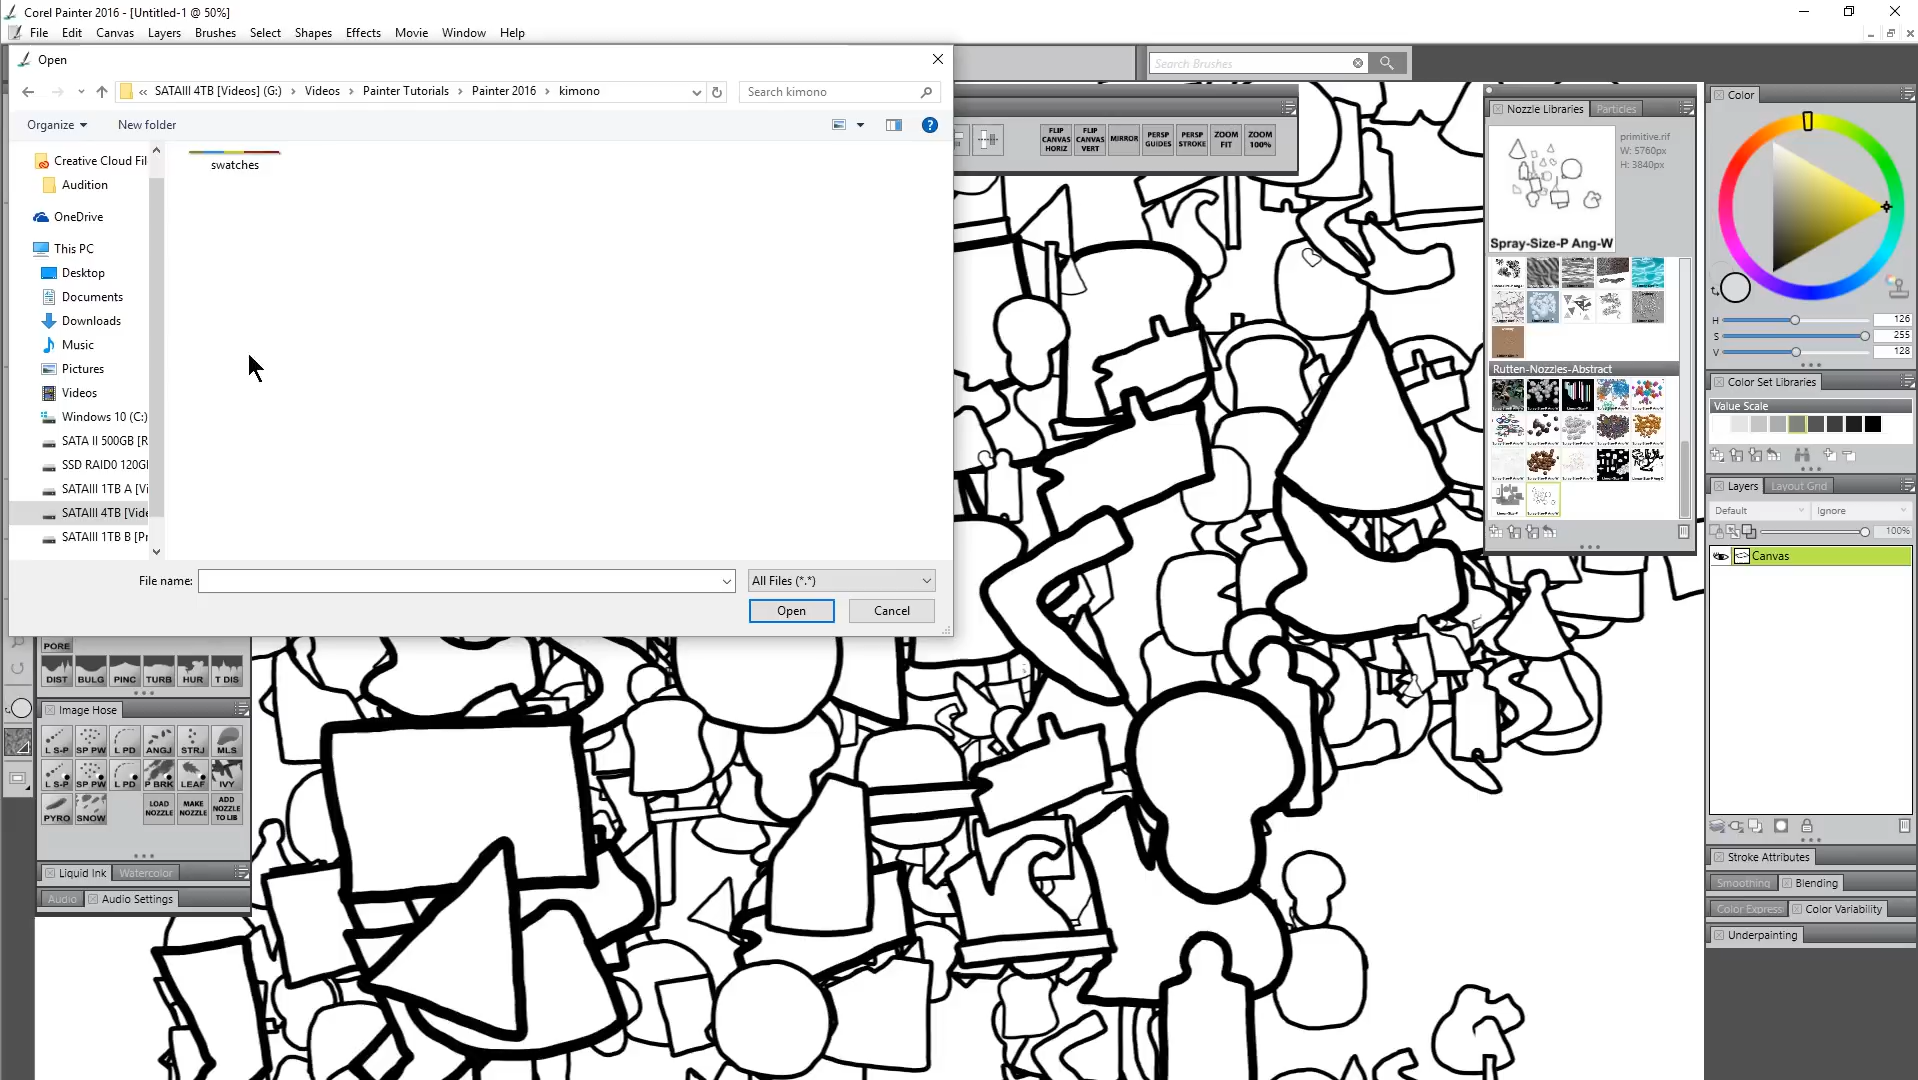 Corel Painter 2016 - [Untitled-1 @ 50%]
File Edit Canvas Layers Brushes Select Shapes Effects Movie Window Help
Open
« SATAIII 4TB [Videos] (G:) › Videos › Painter Tutorials › Painter 2016 › kimono
Search kimono
Organize
New folder
Creative Cloud Fil
Audition
OneDrive
This PC
Desktop
Documents
Downloads
Music
Pictures
Videos
Windows 10 (C:)
SATA II 500GB [R
SSD RAID0 120GB
SATAIII 1TB A [Vi
SATAIII 4TB [Vide
SATAIII 1TB B [Pr
swatches
File name:
All Files (*.*)
Open
Cancel
Search Brushes
FLIP CANVAS HORIZ
FLIP CANVAS VERT
MIRROR
PERSP GUIDES
PERSP STROKE
ZOOM FIT
ZOOM 100%
Nozzle Libraries
Particles
primitive.rif
W: 5760px
H: 3840px
Spray-Size-P Ang-W
Rutten-Nozzles-Abstract
Color
H 126
S 255
V 128
Color Set Libraries
Value Scale
Layers
Layout Grid
Default
Ignore
100%
Canvas
Stroke Attributes
Smoothing
Blending
Color Express
Color Variability
Underpainting
PORE
DIST BULG PINC TURB HUR T DIS
Image Hose
L S-P SP PW L PD ANGJ STRJ MLS
L S-P SP PW L PD P BRK LEAF IVY
PYRO SNOW LOAD NOZZLE MAKE NOZZLE ADD NOZZLE TO LIB
Liquid Ink
Watercolor
Audio
Audio Settings